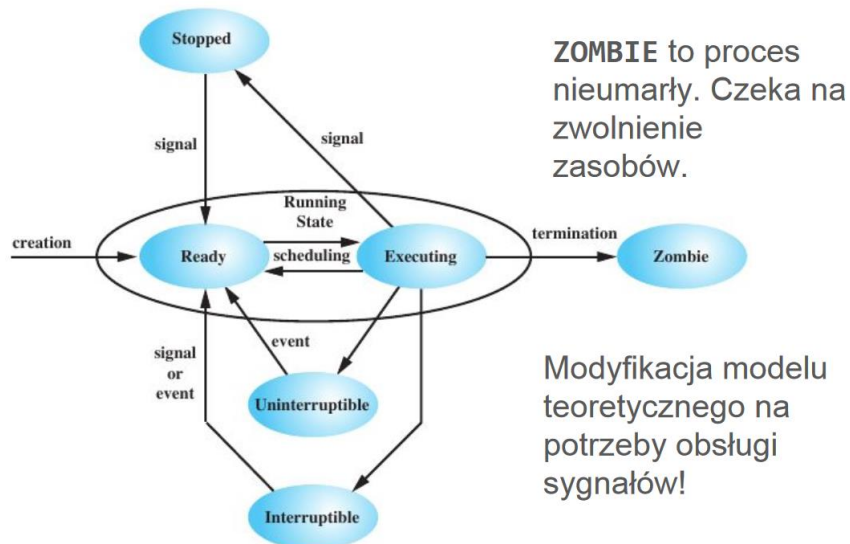 Stopped
ZOMBIE to proces
nieumarły. Czeka na
zwolnienie
zasobów.
signal
signal
Running
State
creation
Ready
scheduling
Executing
termination
Zombie
signal
or
event
event
Uninterruptible
Interruptible
Modyfikacja modelu
teoretycznego na
potrzeby obsługi
sygnałów!